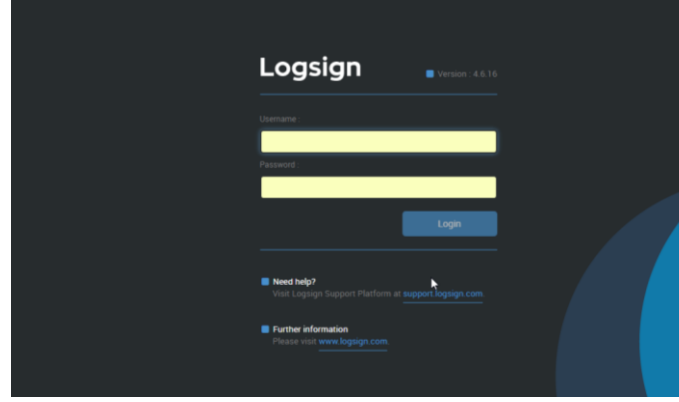 Logsign
Version : 4.6.16
Username :
Password :
Login
Need help?
Visit Logsign Support Platform at support.logsign.com.
Further information
Please visit www.logsign.com.